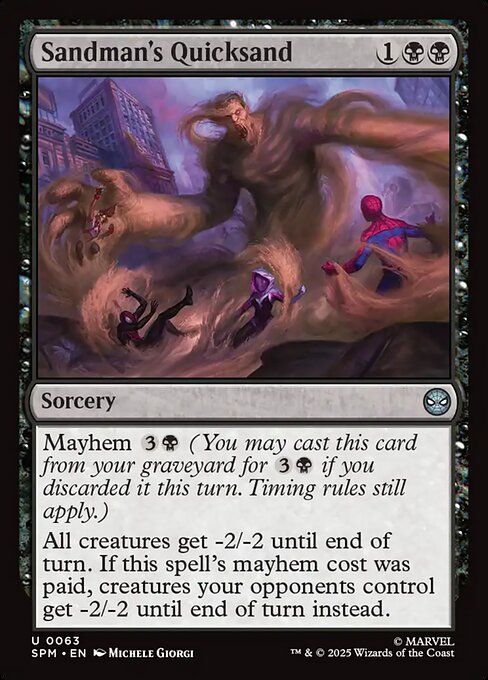 Sandman's Quicksand 1
Sorcery
Mayhem 3 (You may cast this card
from your graveyard for 3 if you
discarded it this turn. Timing rules still
apply.)
All creatures get -2/-2 until end of
turn. If this spell's mayhem cost was
paid, creatures your opponents control
get -2/-2 until end of turn instead.
U 0063 © MARVEL
SPM • EN Michele Giorgi ™ & © 2025 Wizards of the Coast